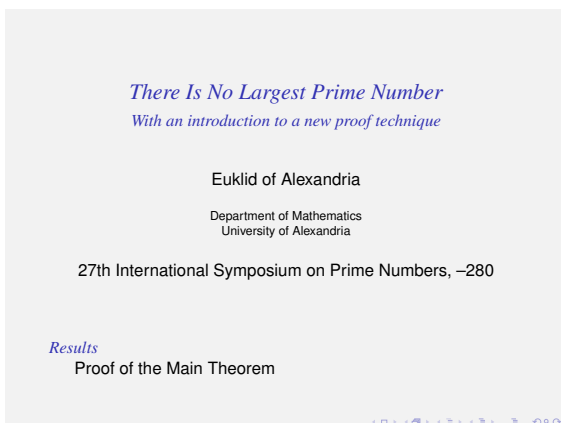 There Is No Largest Prime Number
With an introduction to a new proof technique
Euklid of Alexandria
Department of Mathematics
University of Alexandria
27th International Symposium on Prime Numbers, –280
Results
Proof of the Main Theorem